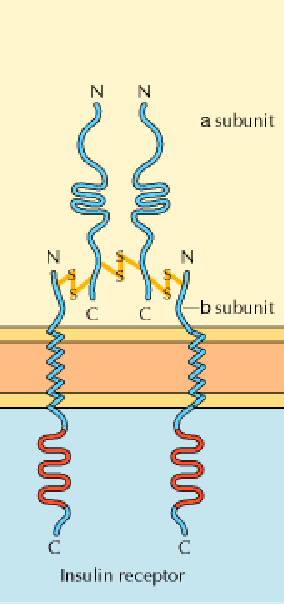 N N
a subunit
N S S N
S S
S S
C C
b subunit
C C
Insulin receptor